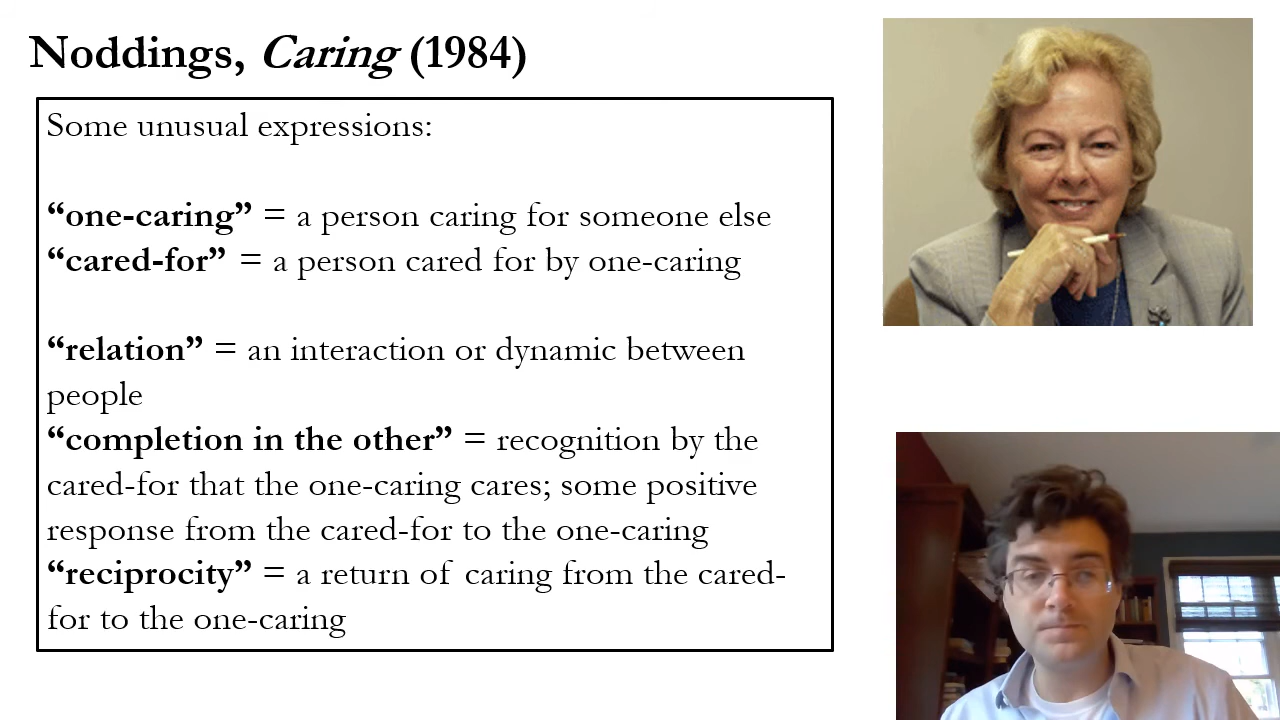 Noddings, Caring (1984)
Some unusual expressions:
“one-caring” = a person caring for someone else
“cared-for” = a person cared for by one-caring
“relation” = an interaction or dynamic between
people
“completion in the other” = recognition by the
cared-for that the one-caring cares; some positive
response from the cared-for to the one-caring
“reciprocity” = a return of caring from the cared-
for to the one-caring